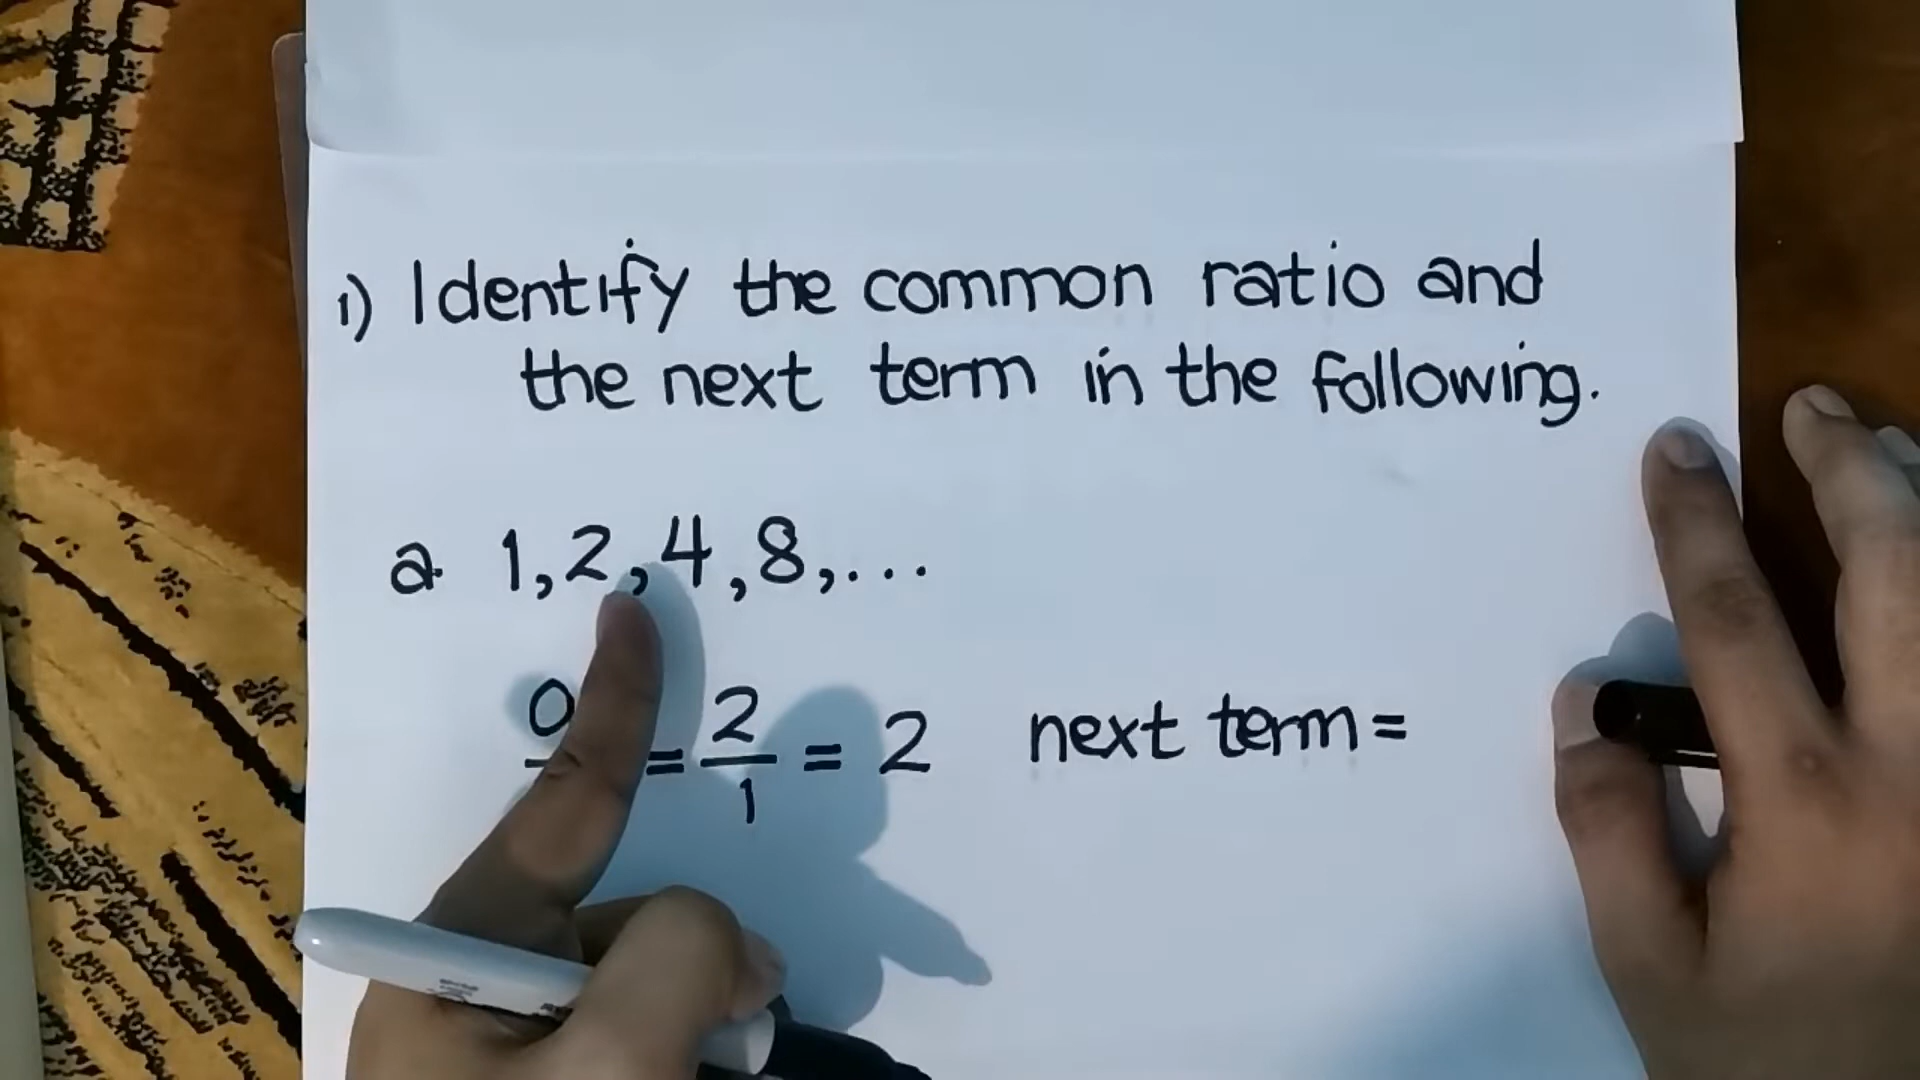 1) Identify the common ratio and
the next term in the following.
a. 1, 2, 4, 8, ...
= 2/1 = 2 next term =